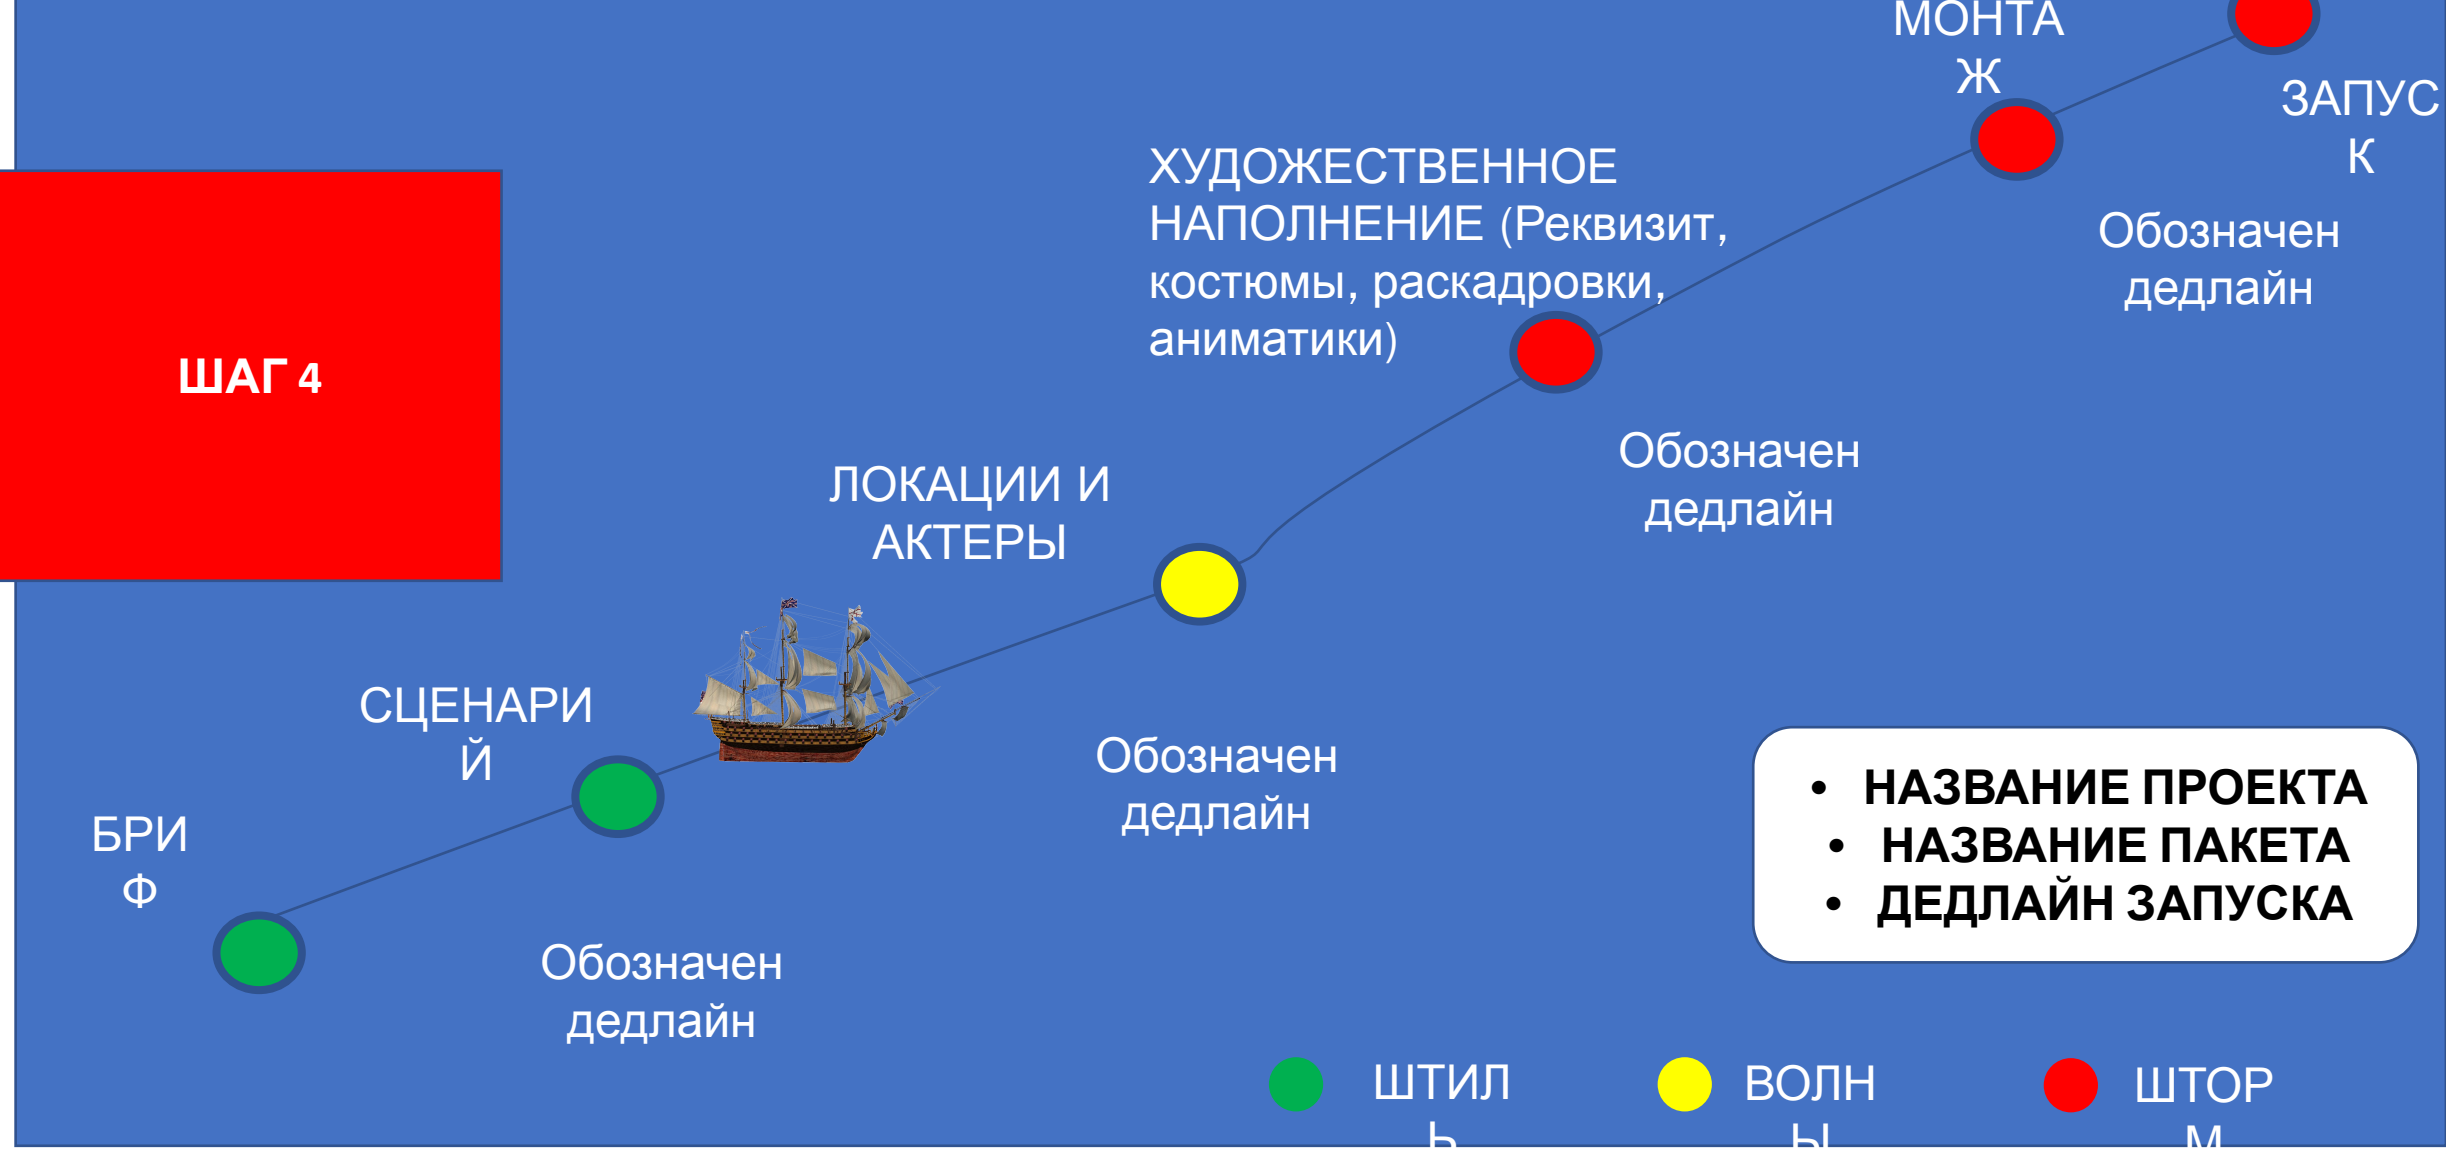 МОНТА
Ж
ЗАПУС
К
ХУДОЖЕСТВЕННОЕ
НАПОЛНЕНИЕ (Реквизит,
костюмы, раскадровки,
аниматики)
Обозначен
дедлайн
ШАГ 4
Обозначен
дедлайн
ЛОКАЦИИ И
АКТЕРЫ
СЦЕНАРИ
Й
Обозначен
дедлайн
БРИ
Ф
• НАЗВАНИЕ ПРОЕКТА
• НАЗВАНИЕ ПАКЕТА
• ДЕДЛАЙН ЗАПУСКА
Обозначен
дедлайн
ШТИЛ
Ь
ВОЛН
Ы
ШТОР
М